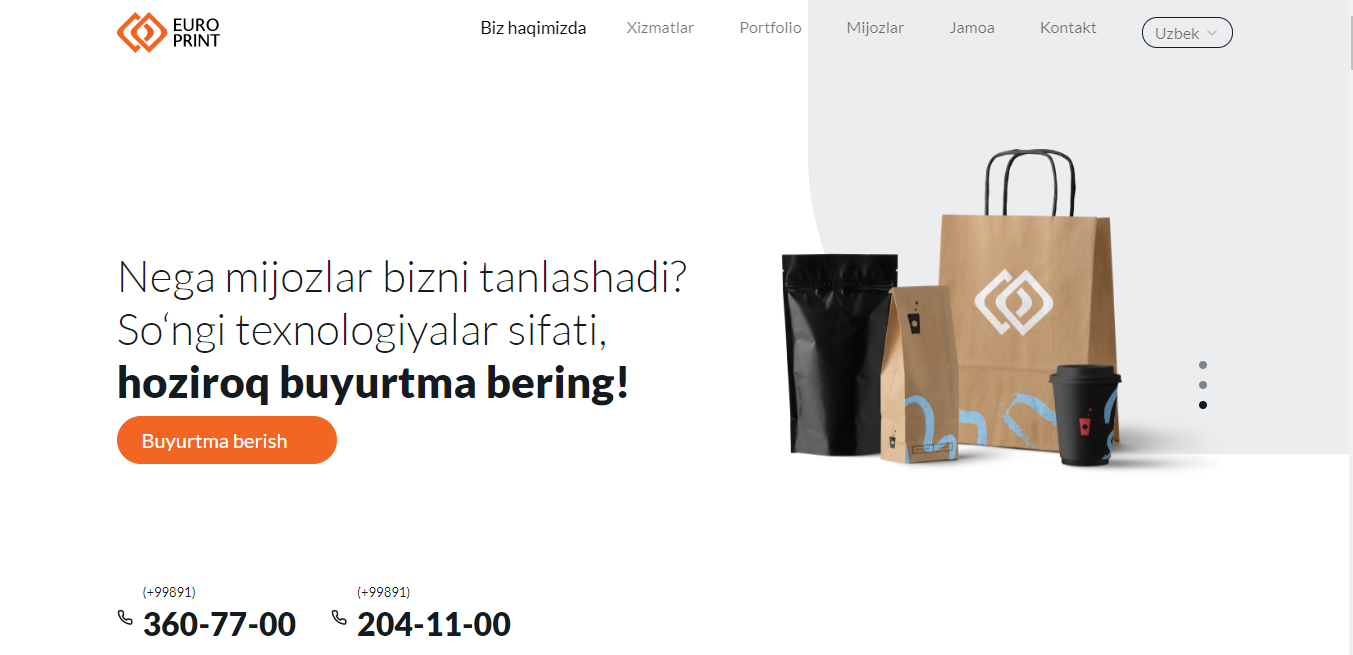 EURO
PRINT
Biz haqimizda
Xizmatlar
Portfolio
Mijozlar
Jamoa
Kontakt
Uzbek
Nega mijozlar bizni tanlashadi?
So‘ngi texnologiyalar sifati,
hoziroq buyurtma bering!
Buyurtma berish
(+99891)
360-77-00
(+99891)
204-11-00